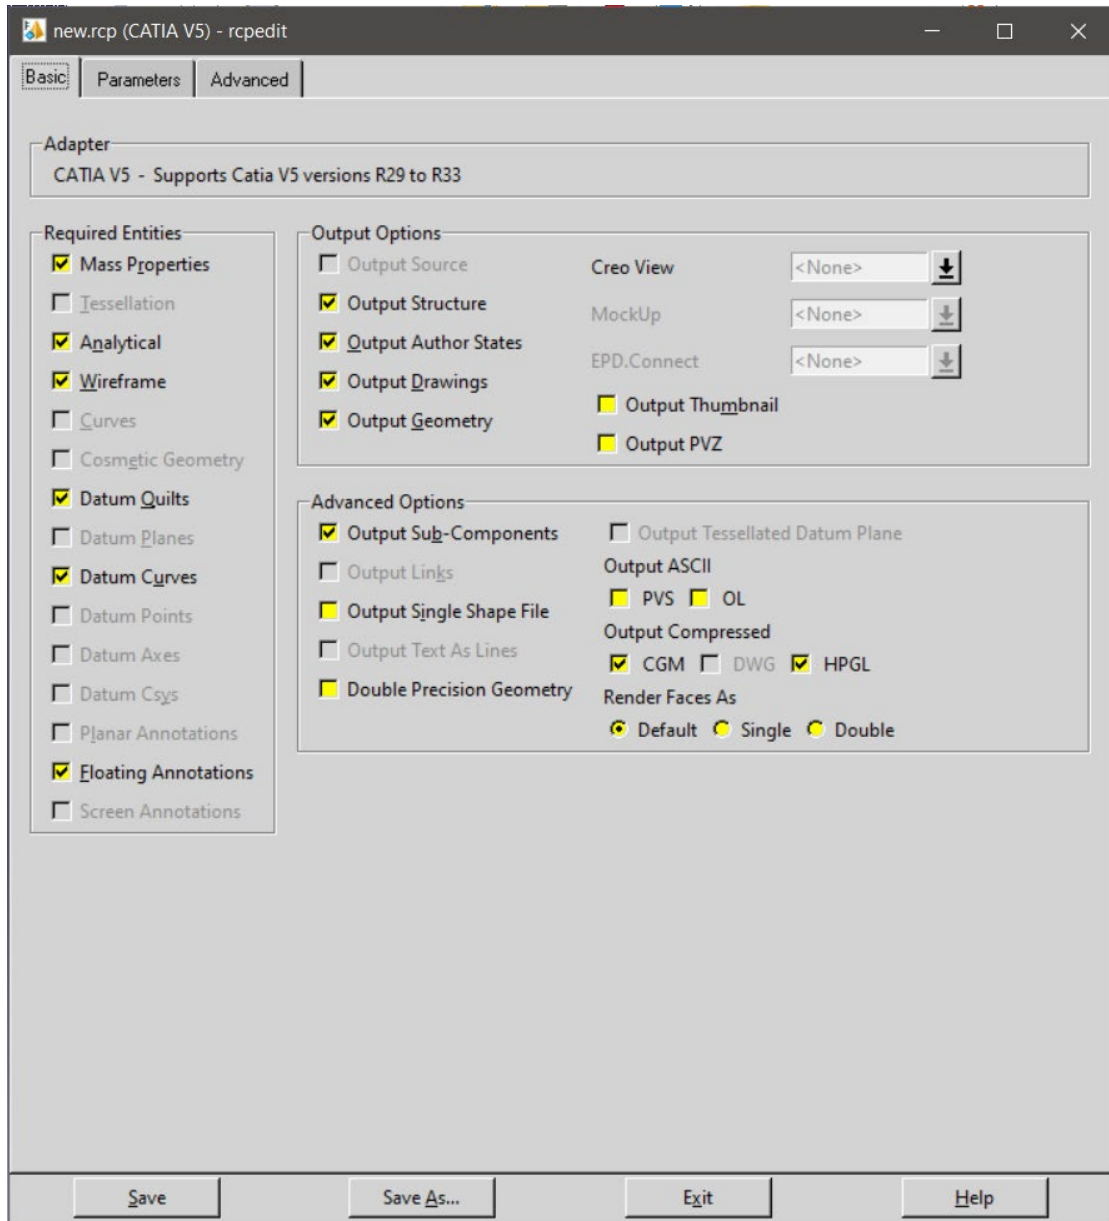 new.rcp (CATIA V5) - rcpedit
Basic Parameters Advanced
Adapter
CATIA V5 - Supports Catia V5 versions R29 to R33
Required Entities
Mass Properties
Tessellation
Analytical
Wireframe
Curves
Cosmetic Geometry
Datum Quilts
Datum Planes
Datum Curves
Datum Points
Datum Axes
Datum Csys
Planar Annotations
Floating Annotations
Screen Annotations
Output Options
Output Source
Output Structure
Output Author States
Output Drawings
Output Geometry
Creo View <None>
MockUp <None>
EPD.Connect <None>
Output Thumbnail
Output PVZ
Advanced Options
Output Sub-Components
Output Links
Output Single Shape File
Output Text As Lines
Double Precision Geometry
Output Tessellated Datum Plane
Output ASCII
PVS OL
Output Compressed
CGM DWG HPGL
Render Faces As
Default Single Double
Save Save As... Exit Help